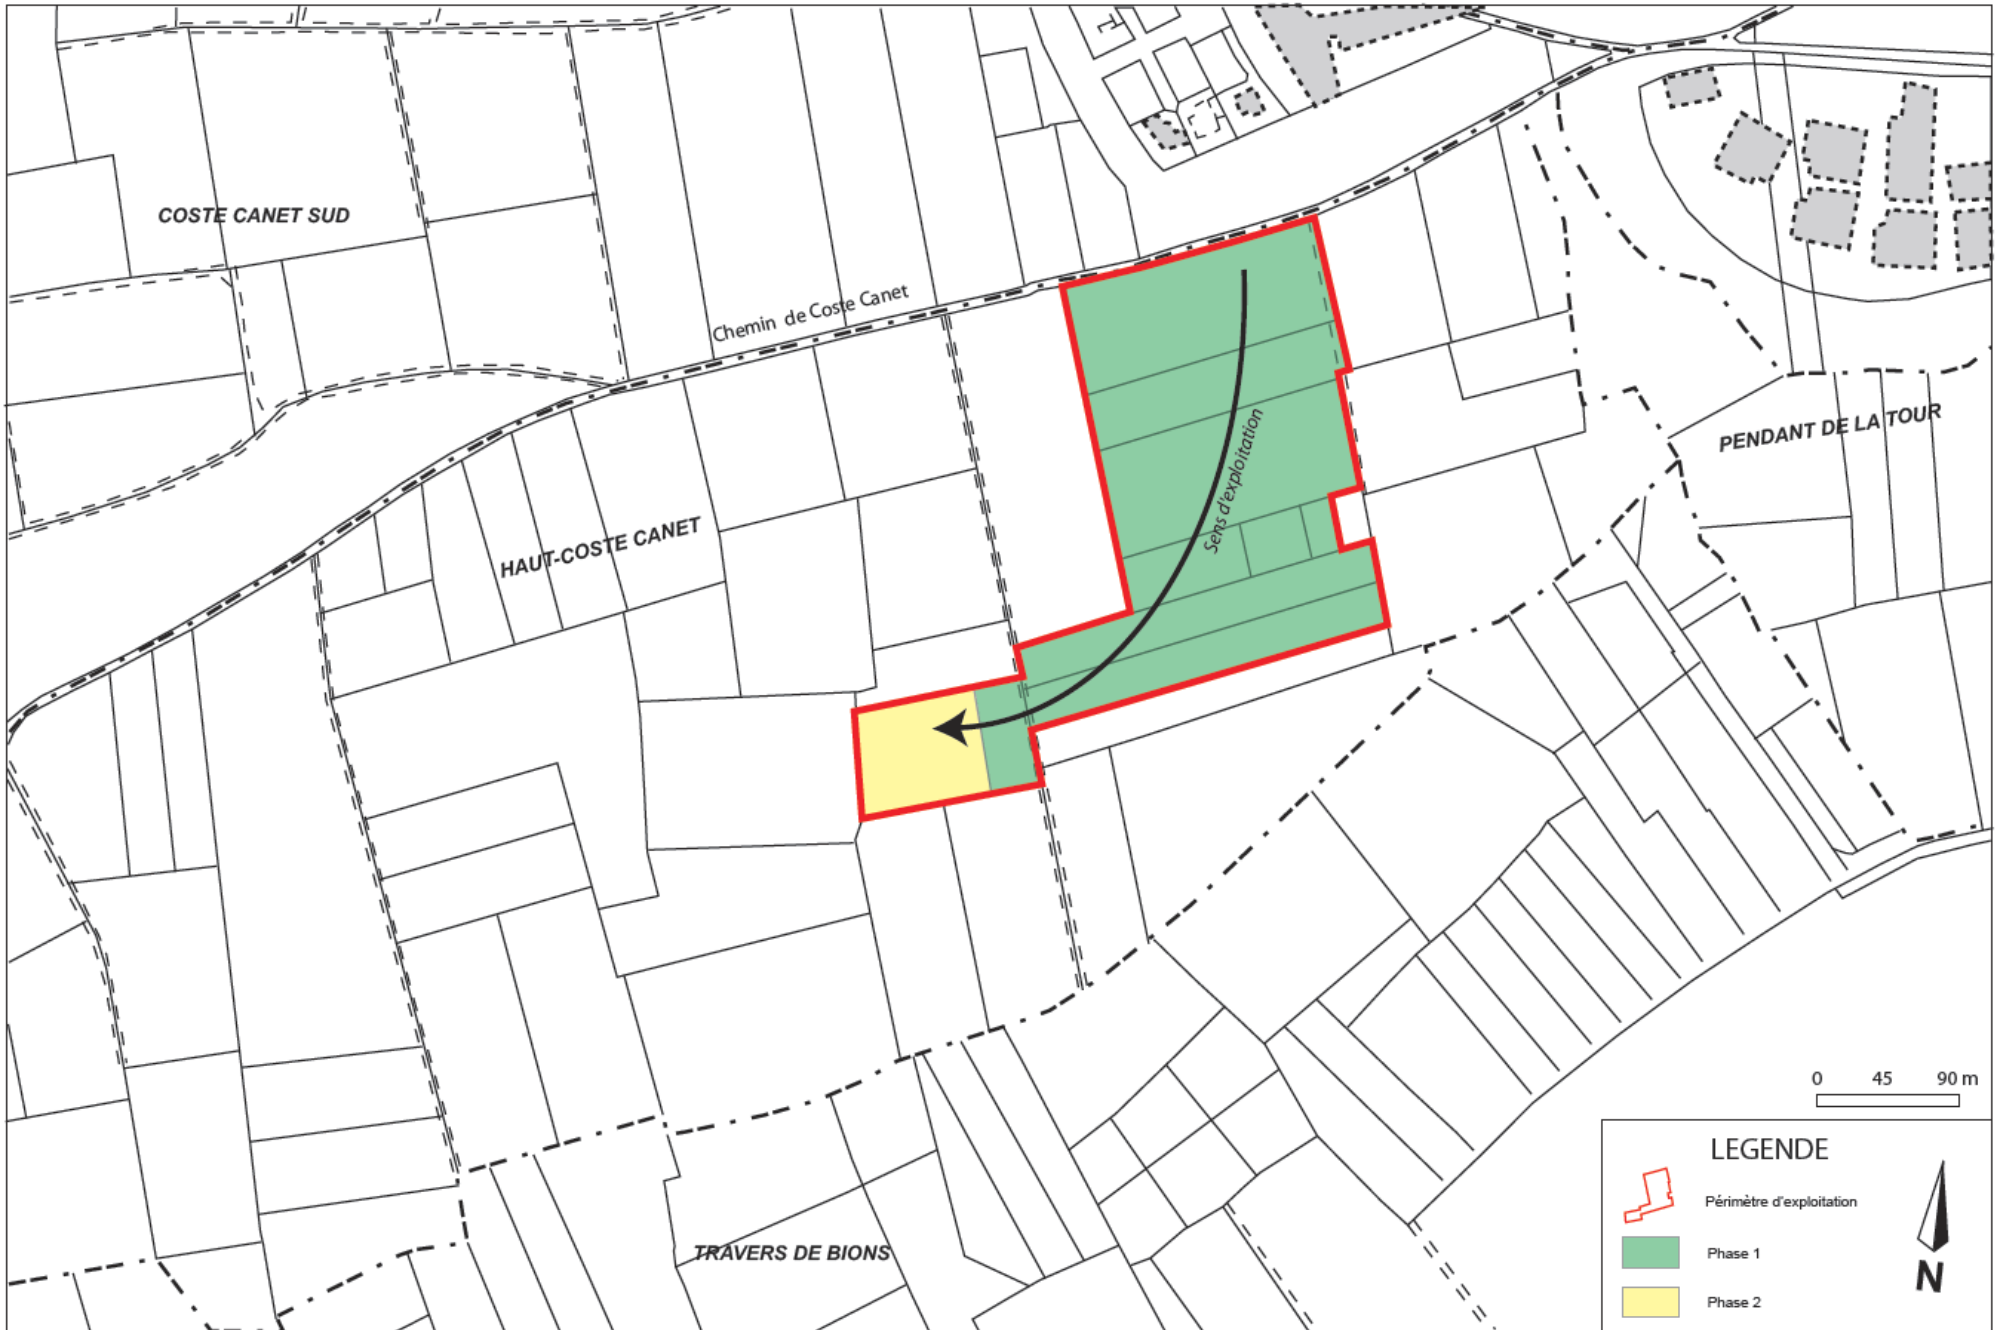 COSTE CANET SUD
Chemin de Coste Canet
PENDANT DE LA TOUR
Sens d'exploitation
HAUT-COSTE CANET
TRAVERS DE BIONS
0 45 90 m
LEGENDE
Périmètre d'exploitation
Phase 1
Phase 2
N